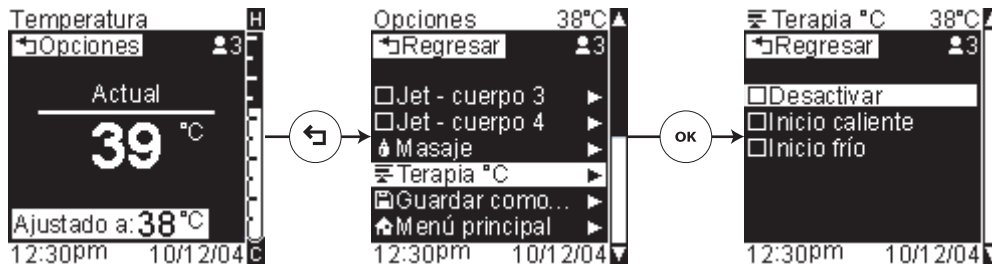 Temperatura H
Opciones 3
Actual
39 °C
Ajustado a: 38 °C
12:30pm 10/12/04 C
Opciones 38°C
Regresar 3
Jet - cuerpo 3
Jet - cuerpo 4
Masaje
Terapia °C
Guardar como...
Menú principal
12:30pm 10/12/04
OK
Terapia °C 38°C
Regresar 3
Desactivar
Inicio caliente
Inicio frío
12:30pm 10/12/04